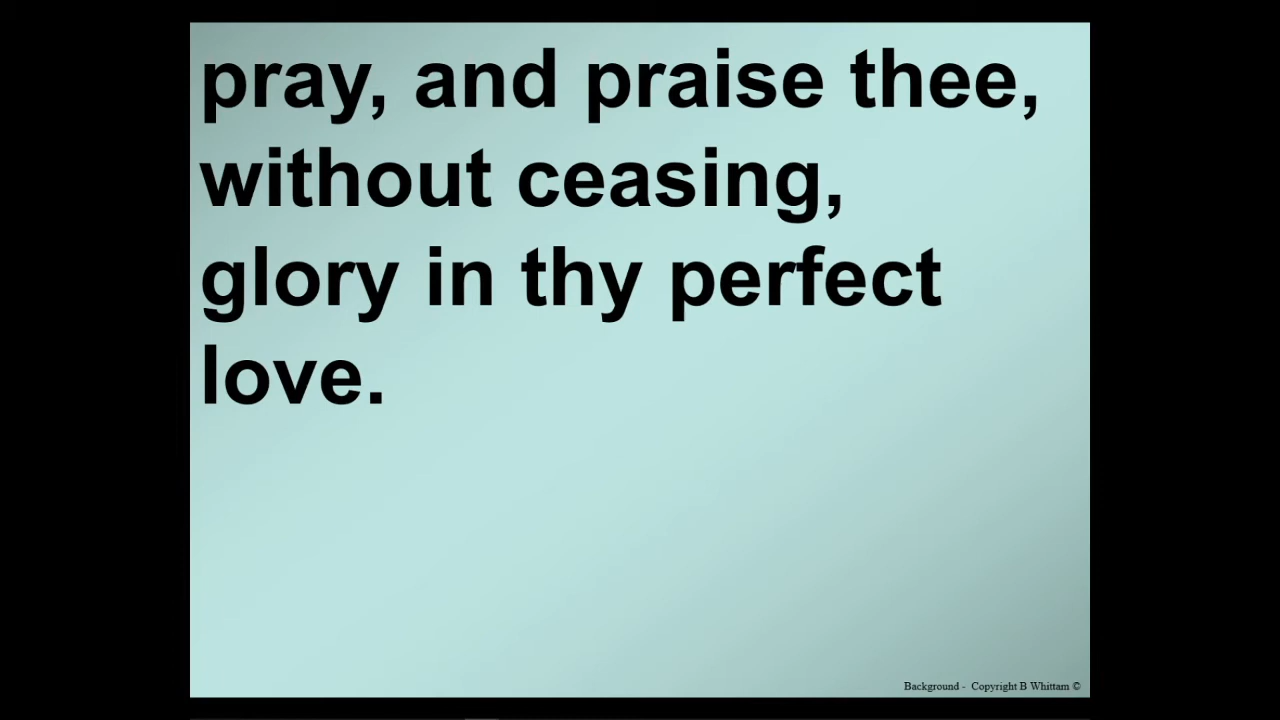 pray, and praise thee,
without ceasing,
glory in thy perfect
love.
Background - Copyright B Whittam ©